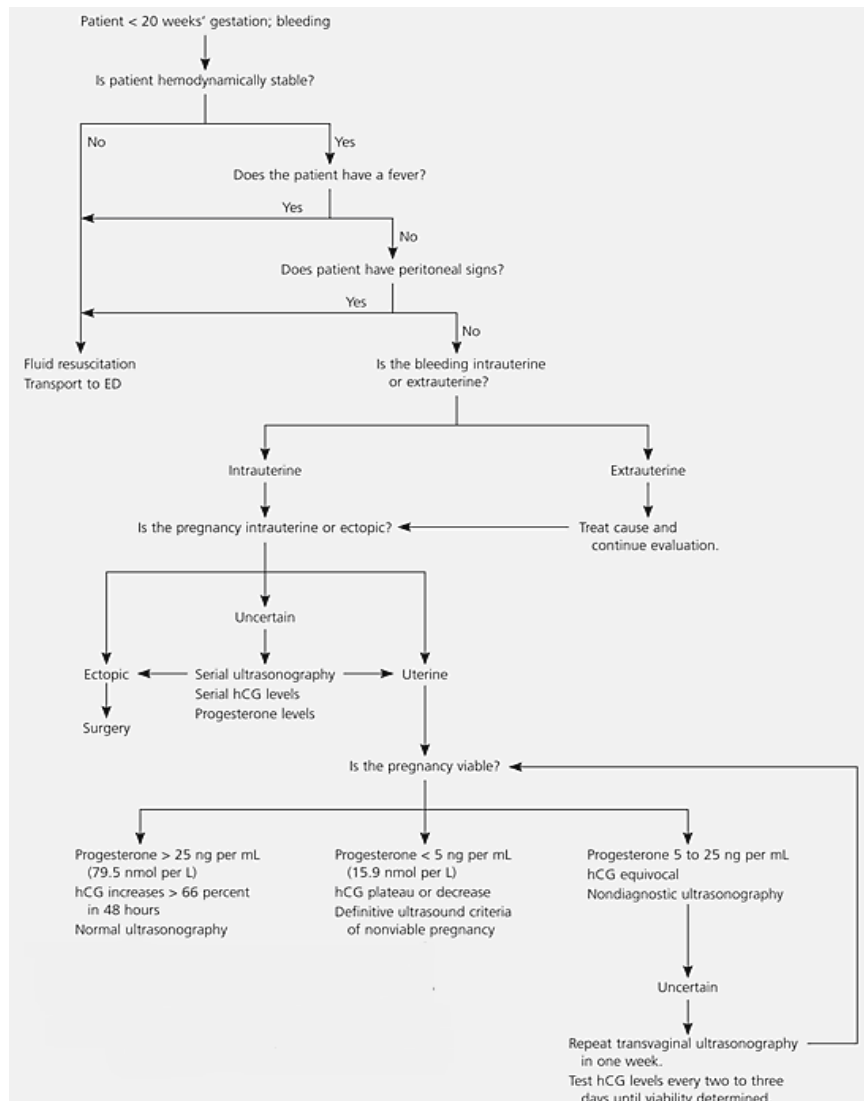 Patient < 20 weeks' gestation; bleeding
Is patient hemodynamically stable?
No
Yes
Does the patient have a fever?
Yes
No
Does patient have peritoneal signs?
Yes
No
Fluid resuscitation
Transport to ED
Is the bleeding intrauterine
or extrauterine?
Intrauterine
Extrauterine
Is the pregnancy intrauterine or ectopic?
Treat cause and
continue evaluation.
Uncertain
Ectopic
Serial ultrasonography
Serial hCG levels
Progesterone levels
Uterine
Surgery
Is the pregnancy viable?
Progesterone > 25 ng per mL
(79.5 nmol per L)
hCG increases > 66 percent
in 48 hours
Normal ultrasonography
Progesterone < 5 ng per mL
(15.9 nmol per L)
hCG plateau or decrease
Definitive ultrasound criteria
of nonviable pregnancy
Progesterone 5 to 25 ng per mL
hCG equivocal
Nondiagnostic ultrasonography
Uncertain
Repeat transvaginal ultrasonography
in one week.
Test hCG levels every two to three
days until viability determined